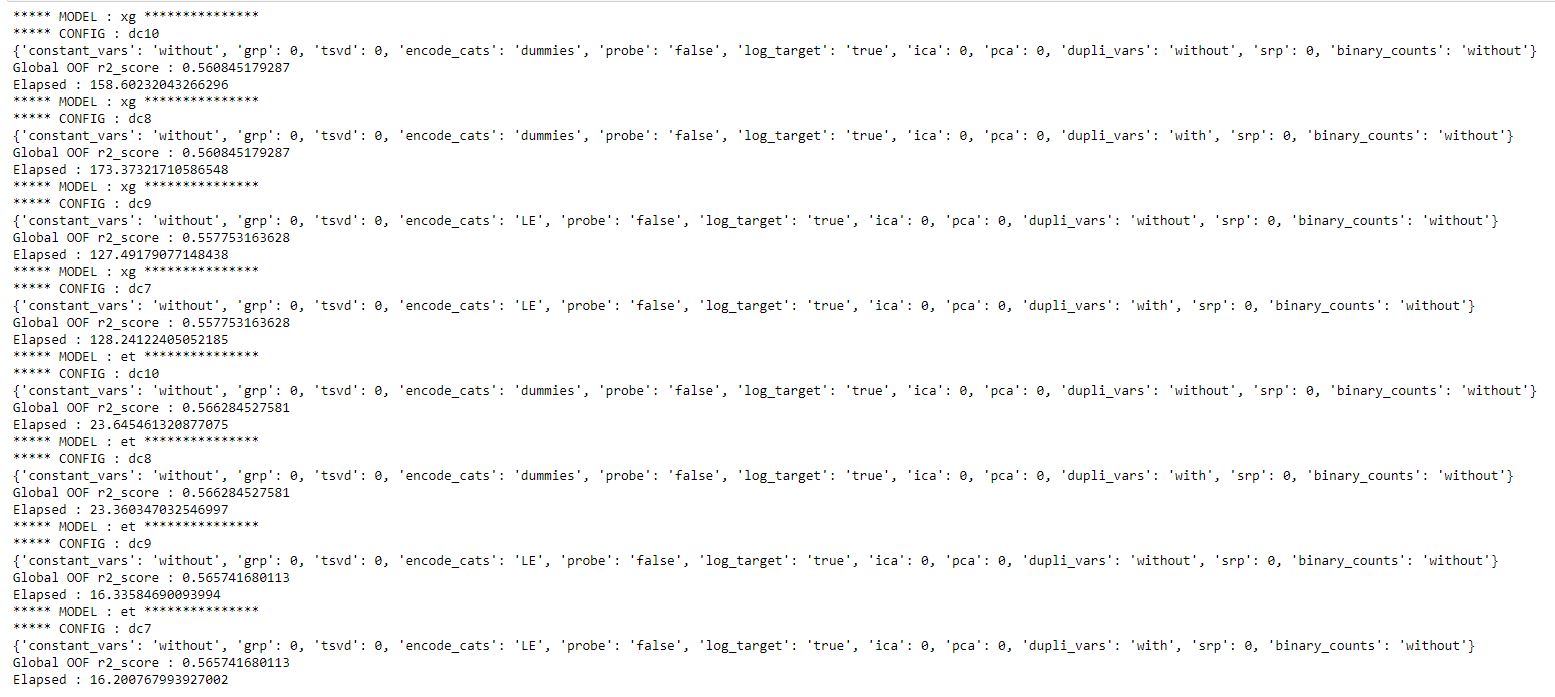 ***** MODEL : xg ***************
***** CONFIG : dc10
{'constant_vars': 'without', 'grp': 0, 'tsvd': 0, 'encode_cats': 'dummies', 'probe': 'false', 'log_target': 'true', 'ica': 0, 'pca': 0, 'dupli_vars': 'without', 'srp': 0, 'binary_counts': 'without'}
Global OOF r2_score : 0.560845179287
Elapsed : 158.60232043266296
***** MODEL : xg ***************
***** CONFIG : dc8
{'constant_vars': 'without', 'grp': 0, 'tsvd': 0, 'encode_cats': 'dummies', 'probe': 'false', 'log_target': 'true', 'ica': 0, 'pca': 0, 'dupli_vars': 'with', 'srp': 0, 'binary_counts': 'without'}
Global OOF r2_score : 0.560845179287
Elapsed : 173.37321710586548
***** MODEL : xg ***************
***** CONFIG : dc9
{'constant_vars': 'without', 'grp': 0, 'tsvd': 0, 'encode_cats': 'LE', 'probe': 'false', 'log_target': 'true', 'ica': 0, 'pca': 0, 'dupli_vars': 'without', 'srp': 0, 'binary_counts': 'without'}
Global OOF r2_score : 0.557753163628
Elapsed : 127.49179077148438
***** MODEL : xg ***************
***** CONFIG : dc7
{'constant_vars': 'without', 'grp': 0, 'tsvd': 0, 'encode_cats': 'LE', 'probe': 'false', 'log_target': 'true', 'ica': 0, 'pca': 0, 'dupli_vars': 'with', 'srp': 0, 'binary_counts': 'without'}
Global OOF r2_score : 0.557753163628
Elapsed : 128.24122405052185
***** MODEL : et ***************
***** CONFIG : dc10
{'constant_vars': 'without', 'grp': 0, 'tsvd': 0, 'encode_cats': 'dummies', 'probe': 'false', 'log_target': 'true', 'ica': 0, 'pca': 0, 'dupli_vars': 'without', 'srp': 0, 'binary_counts': 'without'}
Global OOF r2_score : 0.566284527581
Elapsed : 23.645461320877075
***** MODEL : et ***************
***** CONFIG : dc8
{'constant_vars': 'without', 'grp': 0, 'tsvd': 0, 'encode_cats': 'dummies', 'probe': 'false', 'log_target': 'true', 'ica': 0, 'pca': 0, 'dupli_vars': 'with', 'srp': 0, 'binary_counts': 'without'}
Global OOF r2_score : 0.566284527581
Elapsed : 23.360347032546997
***** MODEL : et ***************
***** CONFIG : dc9
{'constant_vars': 'without', 'grp': 0, 'tsvd': 0, 'encode_cats': 'LE', 'probe': 'false', 'log_target': 'true', 'ica': 0, 'pca': 0, 'dupli_vars': 'without', 'srp': 0, 'binary_counts': 'without'}
Global OOF r2_score : 0.565741680113
Elapsed : 16.33584690093994
***** MODEL : et ***************
***** CONFIG : dc7
{'constant_vars': 'without', 'grp': 0, 'tsvd': 0, 'encode_cats': 'LE', 'probe': 'false', 'log_target': 'true', 'ica': 0, 'pca': 0, 'dupli_vars': 'with', 'srp': 0, 'binary_counts': 'without'}
Global OOF r2_score : 0.565741680113
Elapsed : 16.200767993927002